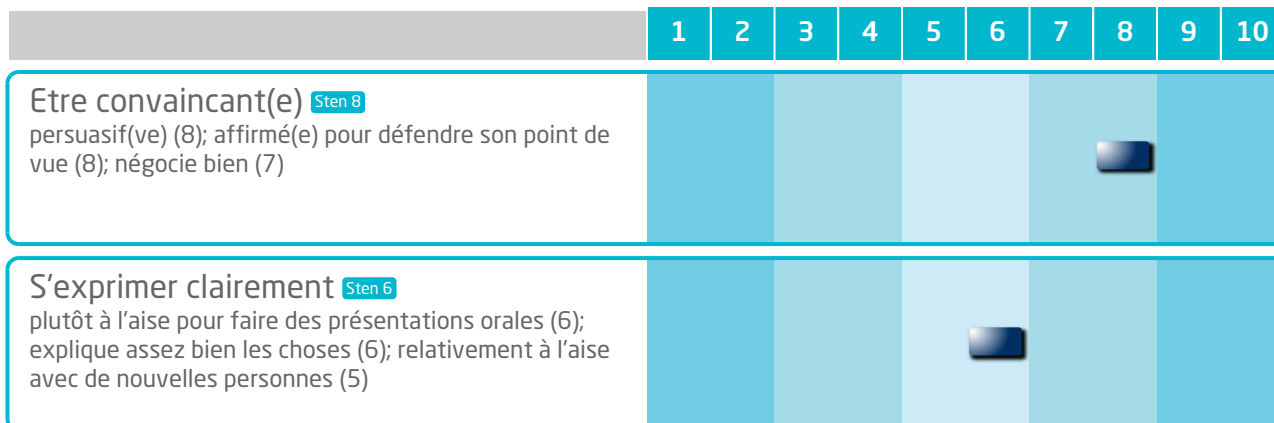 1 2 3 4 5 6 7 8 9 10
Etre convaincant(e) Sten 8
persuasif(ve) (8); affirmé(e) pour défendre son point de
vue (8); négocie bien (7)
S'exprimer clairement Sten 6
plutôt à l'aise pour faire des présentations orales (6);
explique assez bien les choses (6); relativement à l'aise
avec de nouvelles personnes (5)